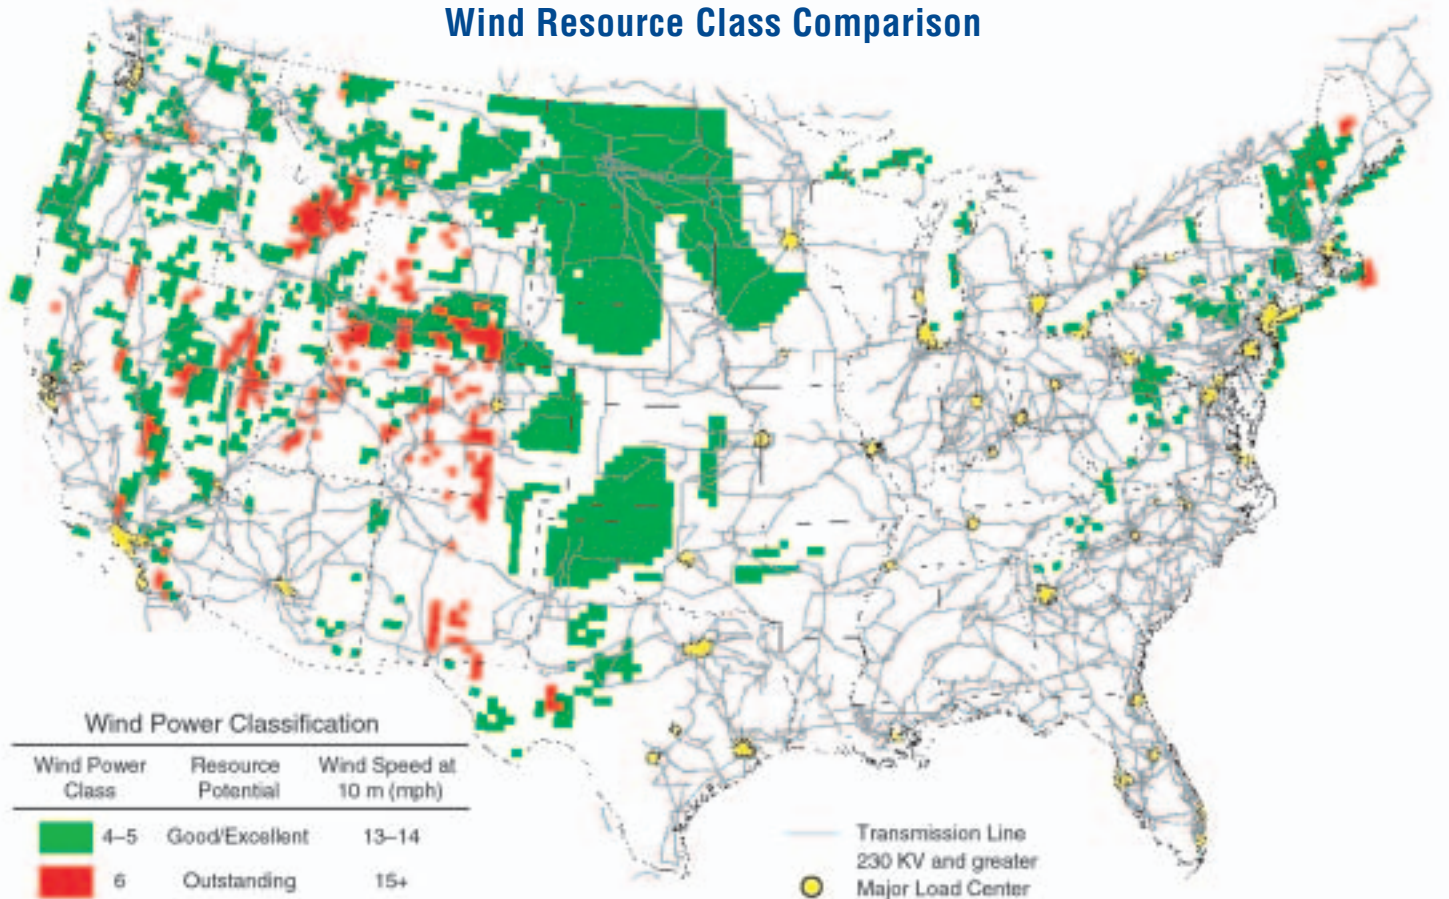 Wind Resource Class Comparison
Wind Power Classification
Wind Power Class Resource Potential Wind Speed at 10 m (mph)
4–5 Good/Excellent 13–14
6 Outstanding 15+
Transmission Line
230 KV and greater
Major Load Center